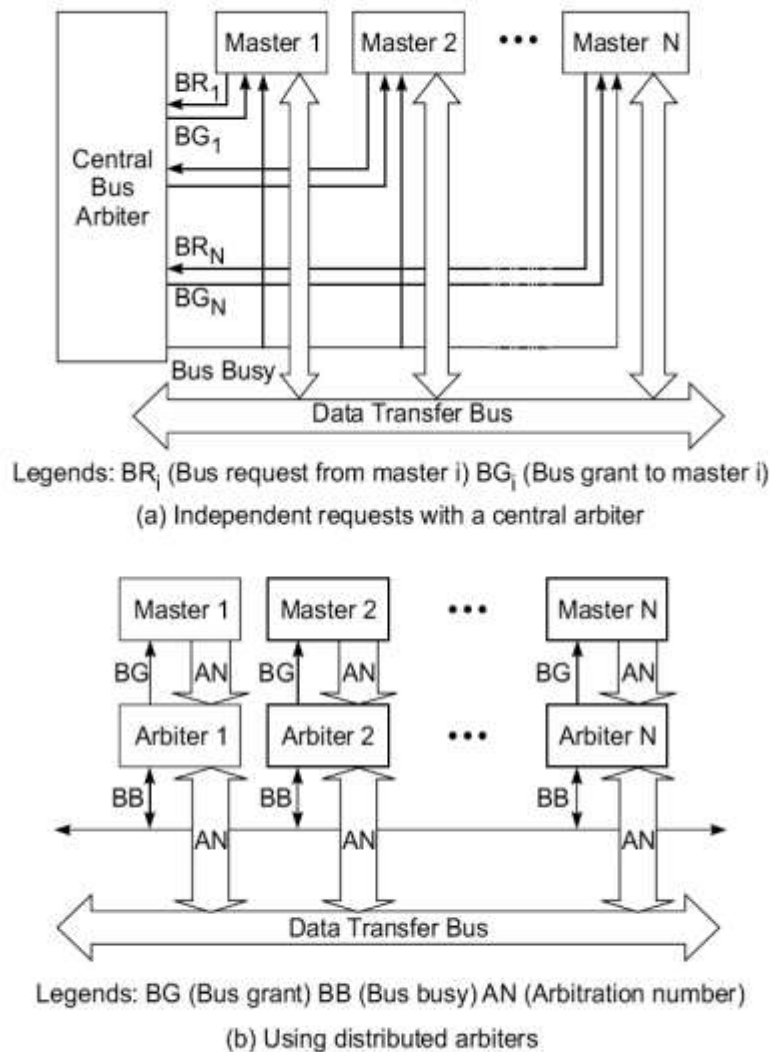 Master 1 Master 2 ••• Master N
BR1
BG1
Central
Bus
Arbiter
BRN
BGN
Bus Busy
Data Transfer Bus
Legends: BRi (Bus request from master i) BGi (Bus grant to master i)
(a) Independent requests with a central arbiter
Master 1 Master 2 ••• Master N
BG AN BG AN BG AN
Arbiter 1 Arbiter 2 ••• Arbiter N
BB BB BB
AN AN AN
Data Transfer Bus
Legends: BG (Bus grant) BB (Bus busy) AN (Arbitration number)
(b) Using distributed arbiters